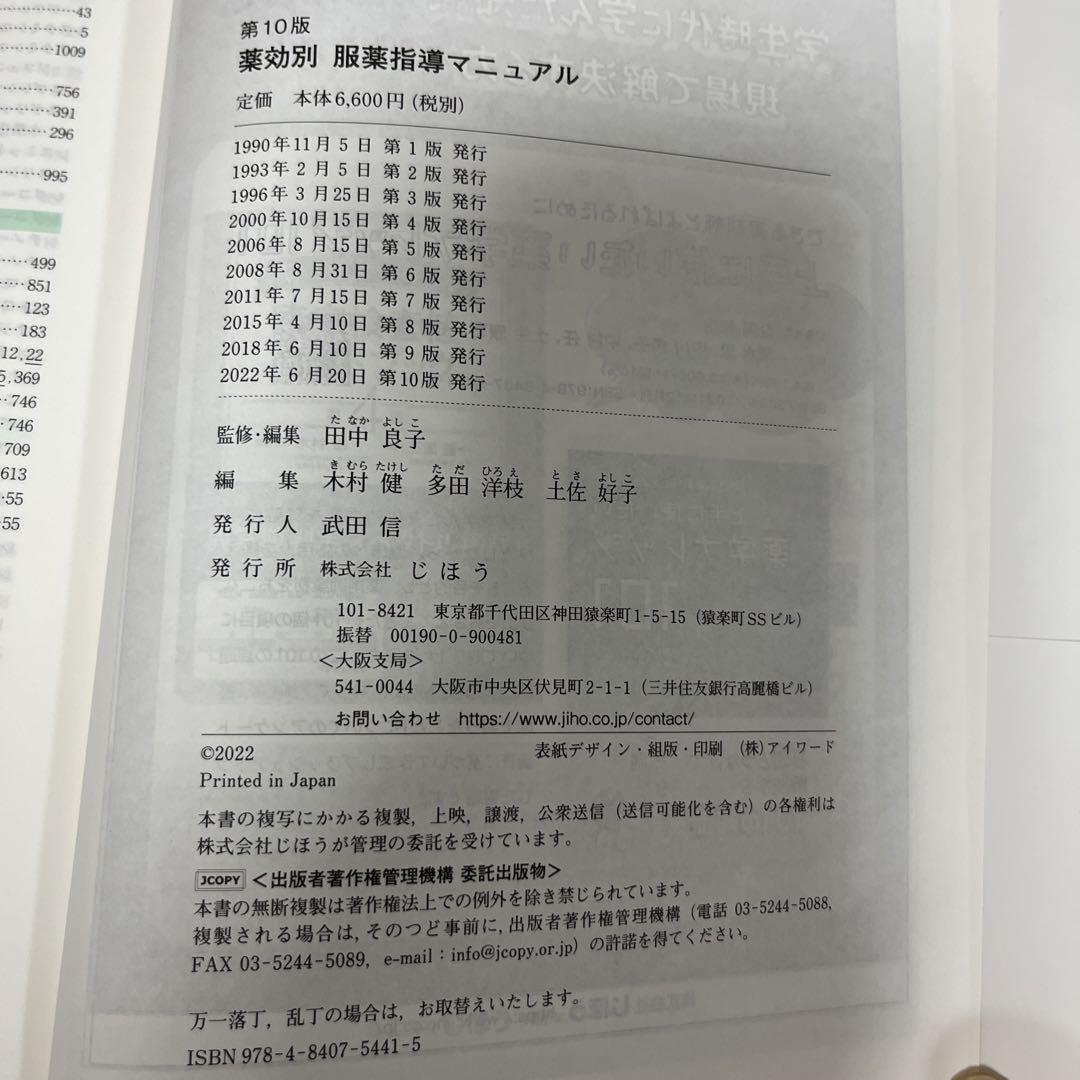 43
5
1009
756
391
296
995
499
851
123
183
12,22
5,369
746
746
709
613
55
55
第10版
薬効別 服薬指導マニュアル
定価 本体6,600円(税別)
1990年11月 5 日 第 1 版 発行
1993年 2 月 5 日 第 2 版 発行
1996年 3 月 25日 第 3 版 発行
2000年10月15日 第 4 版 発行
2006年 8 月15日 第 5 版 発行
2008年 8 月31日 第 6 版 発行
2011年 7 月15日 第 7 版 発行
2015年 4 月10日 第 8 版 発行
2018年 6 月10日 第 9 版 発行
2022年 6 月20日 第10版 発行
た なか よし こ
監修・編集 田中 良子
き むら たけし た だ ひろ え と さ よし こ
編 集 木村 健 多田 洋枝 土佐 好子
発 行 人 武田 信
発 行 所 株式会社 じ ほ う
101-8421 東京都千代田区神田猿楽町1-5-15(猿楽町SSビル)
振替 00190-0-900481
<大阪支局>
541-0044 大阪市中央区伏見町2-1-1(三井住友銀行高麗橋ビル)
お問い合わせ https://www.jiho.co.jp/contact/
©2022 表紙デザイン・組版・印刷 (株)アイワード
Printed in Japan
本書の複写にかかる複製,上映,譲渡,公衆送信(送信可能化を含む)の各権利は
株式会社じほうが管理の委託を受けています。
JCOPY <出版者著作権管理機構 委託出版物>
本書の無断複製は著作権法上での例外を除き禁じられています。
複製される場合は,そのつど事前に,出版者著作権管理機構(電話 03-5244-5088,
FAX 03-5244-5089, e-mail:info@jcopy.or.jp)の許諾を得てください。
万一落丁,乱丁の場合は,お取替えいたします。
ISBN 978-4-8407-5441-5